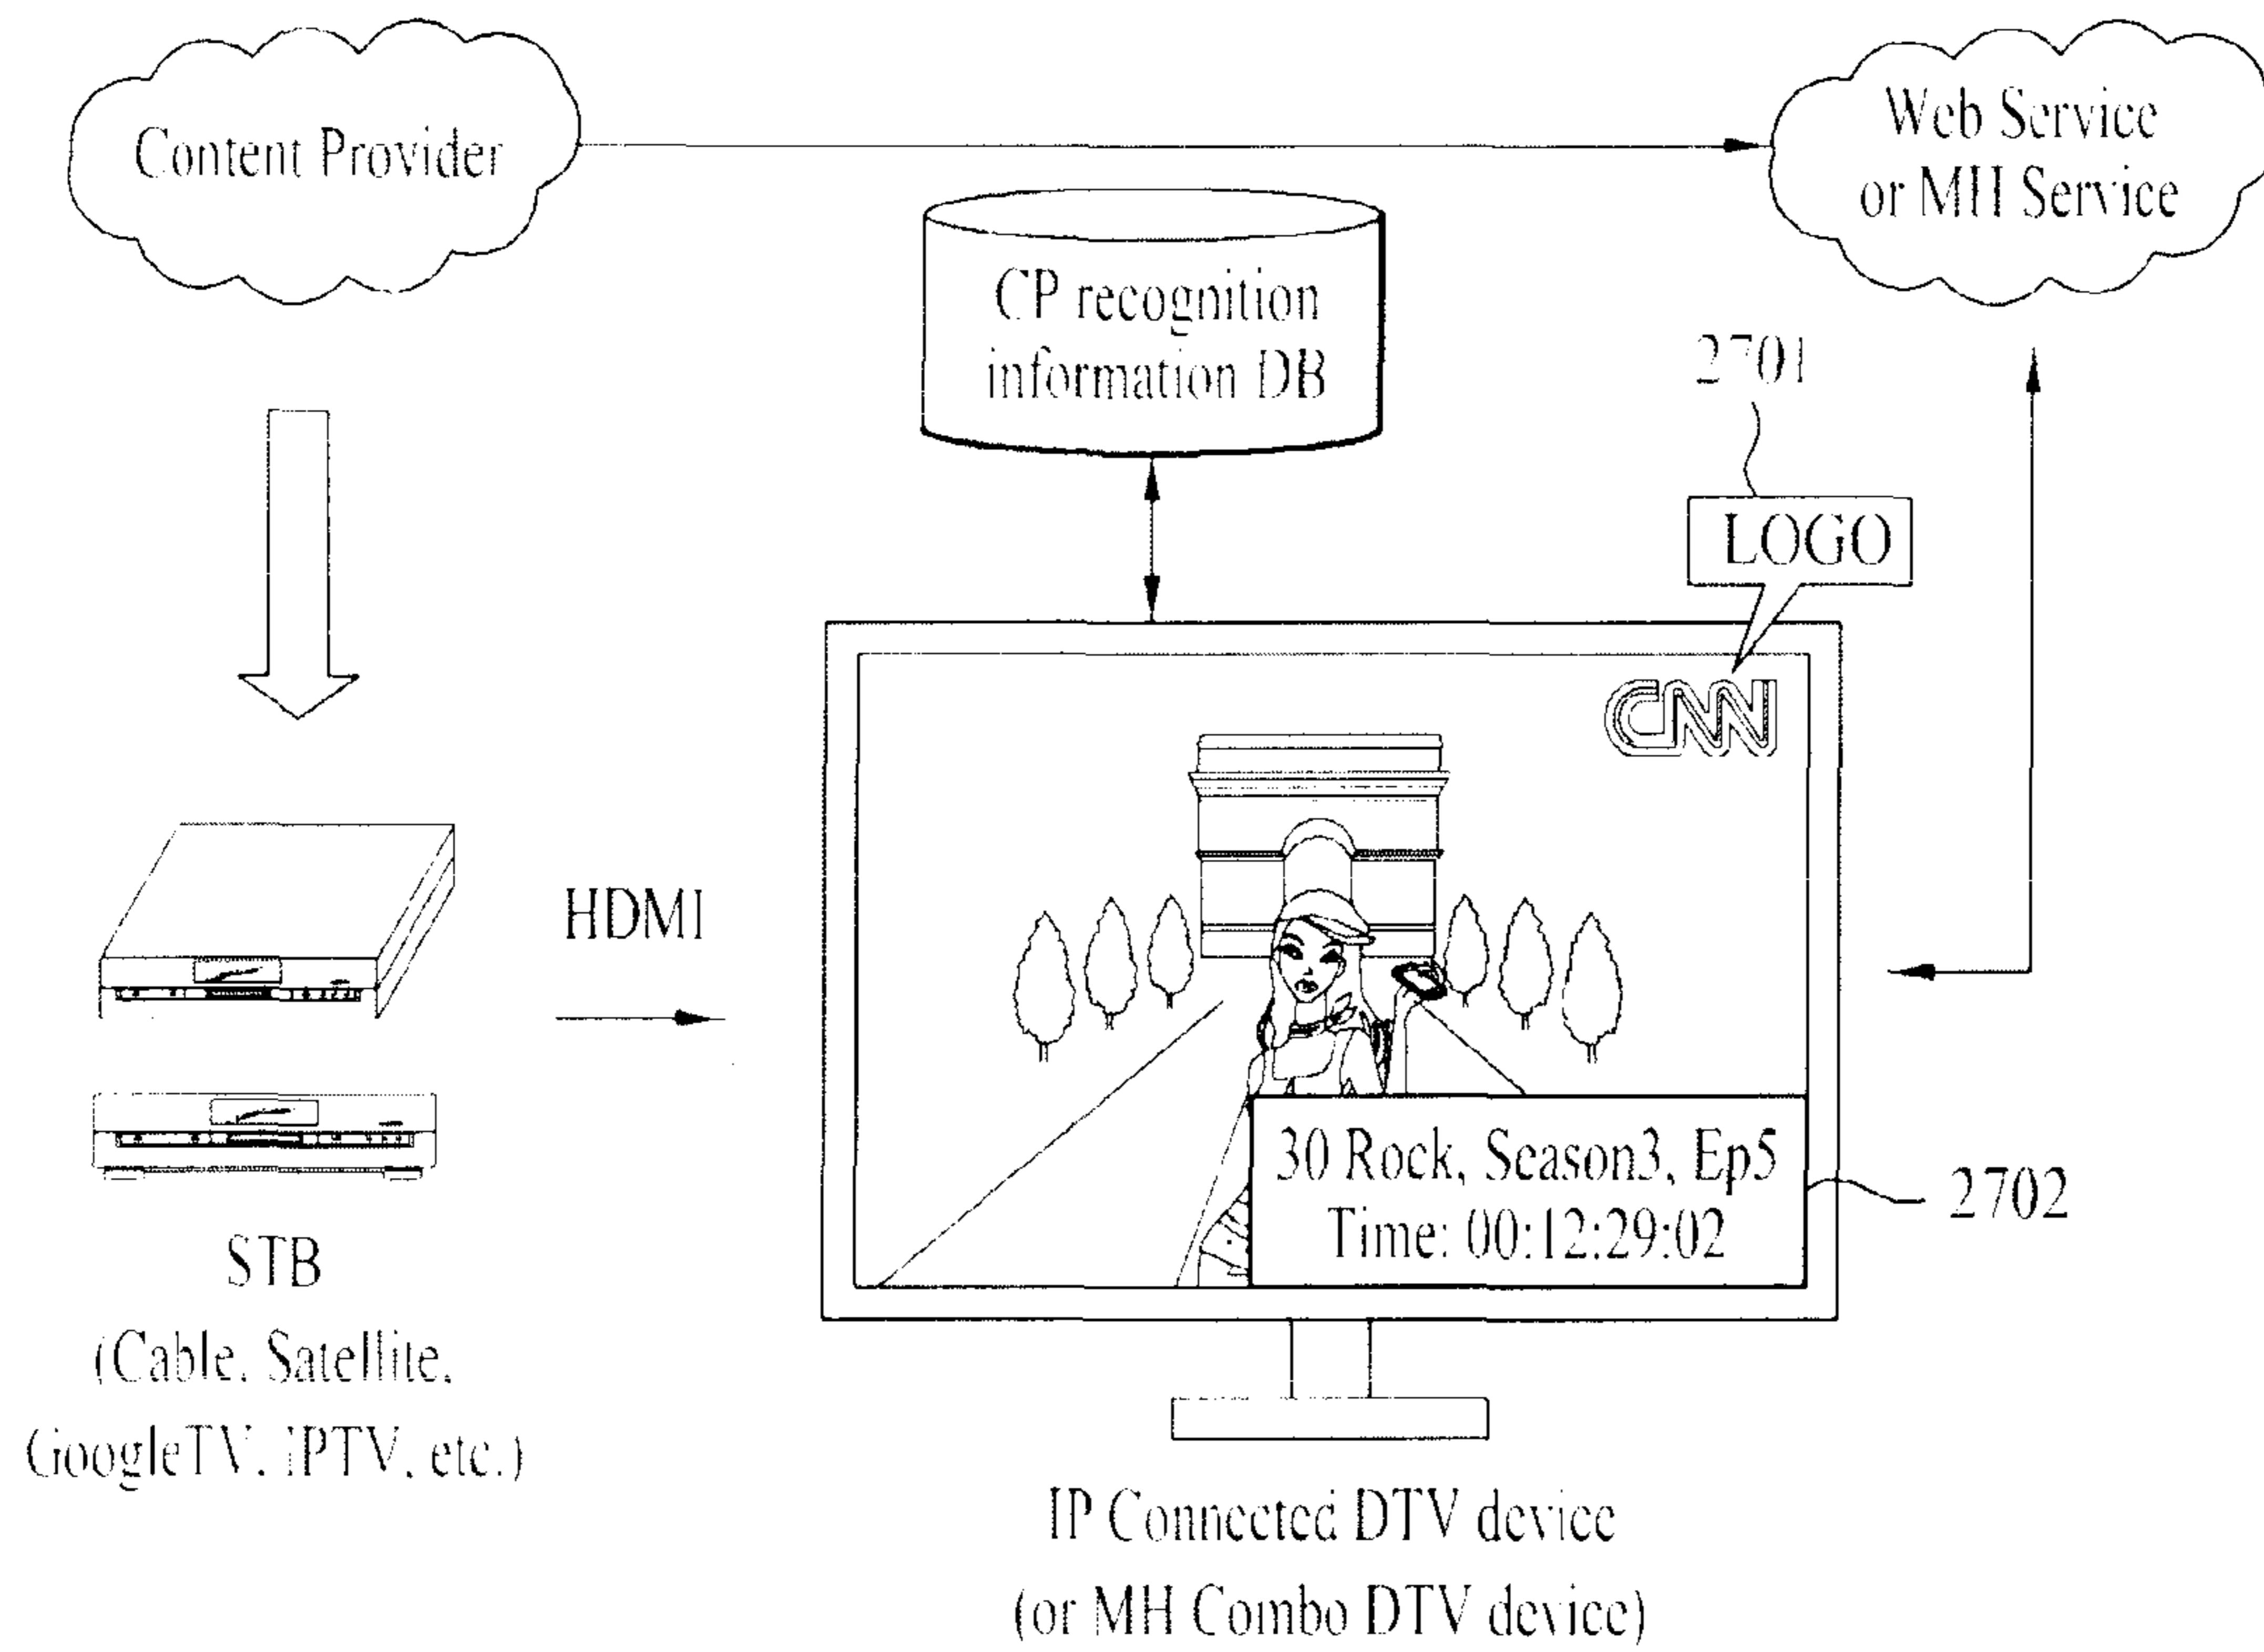 Content Provider
Web Service
or MH Service
CP recognition
information DB
2701
LOGO
CNN
HDMI
30 Rock, Season3, Ep5
Time: 00:12:29:02
2702
STB
(Cable, Satellite,
GoogleTV, IPTV, etc.)
IP Connected DTV device
(or MH Combo DTV device)